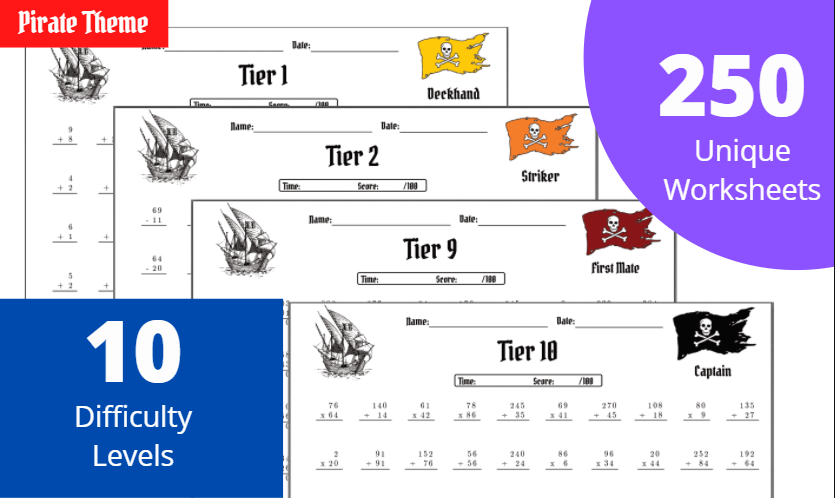 Pirate Theme
Date:
Tier 1
Deckhand
Time: Score: /100
9
+ 8
4
+ 2
6
+ 1
5
+ 2
Name: Date:
Tier 2
Striker
Time: Score: /100
69
- 11
64
- 20
Name: Date:
Tier 9
First Mate
Time: Score: /100
Name: Date:
Tier 10
Captain
Time: Score: /100
76 140 61 78 245 69 270 108 80 135
x 64 ÷ 14 x 42 x 86 ÷ 35 x 41 ÷ 45 ÷ 18 x 9 ÷ 27
2 91 152 56 240 86 96 20 252 192
x 20 ÷ 91 ÷ 76 ÷ 56 ÷ 24 x 6 x 34 x 44 ÷ 84 ÷ 64
250
Unique
Worksheets
10
Difficulty
Levels